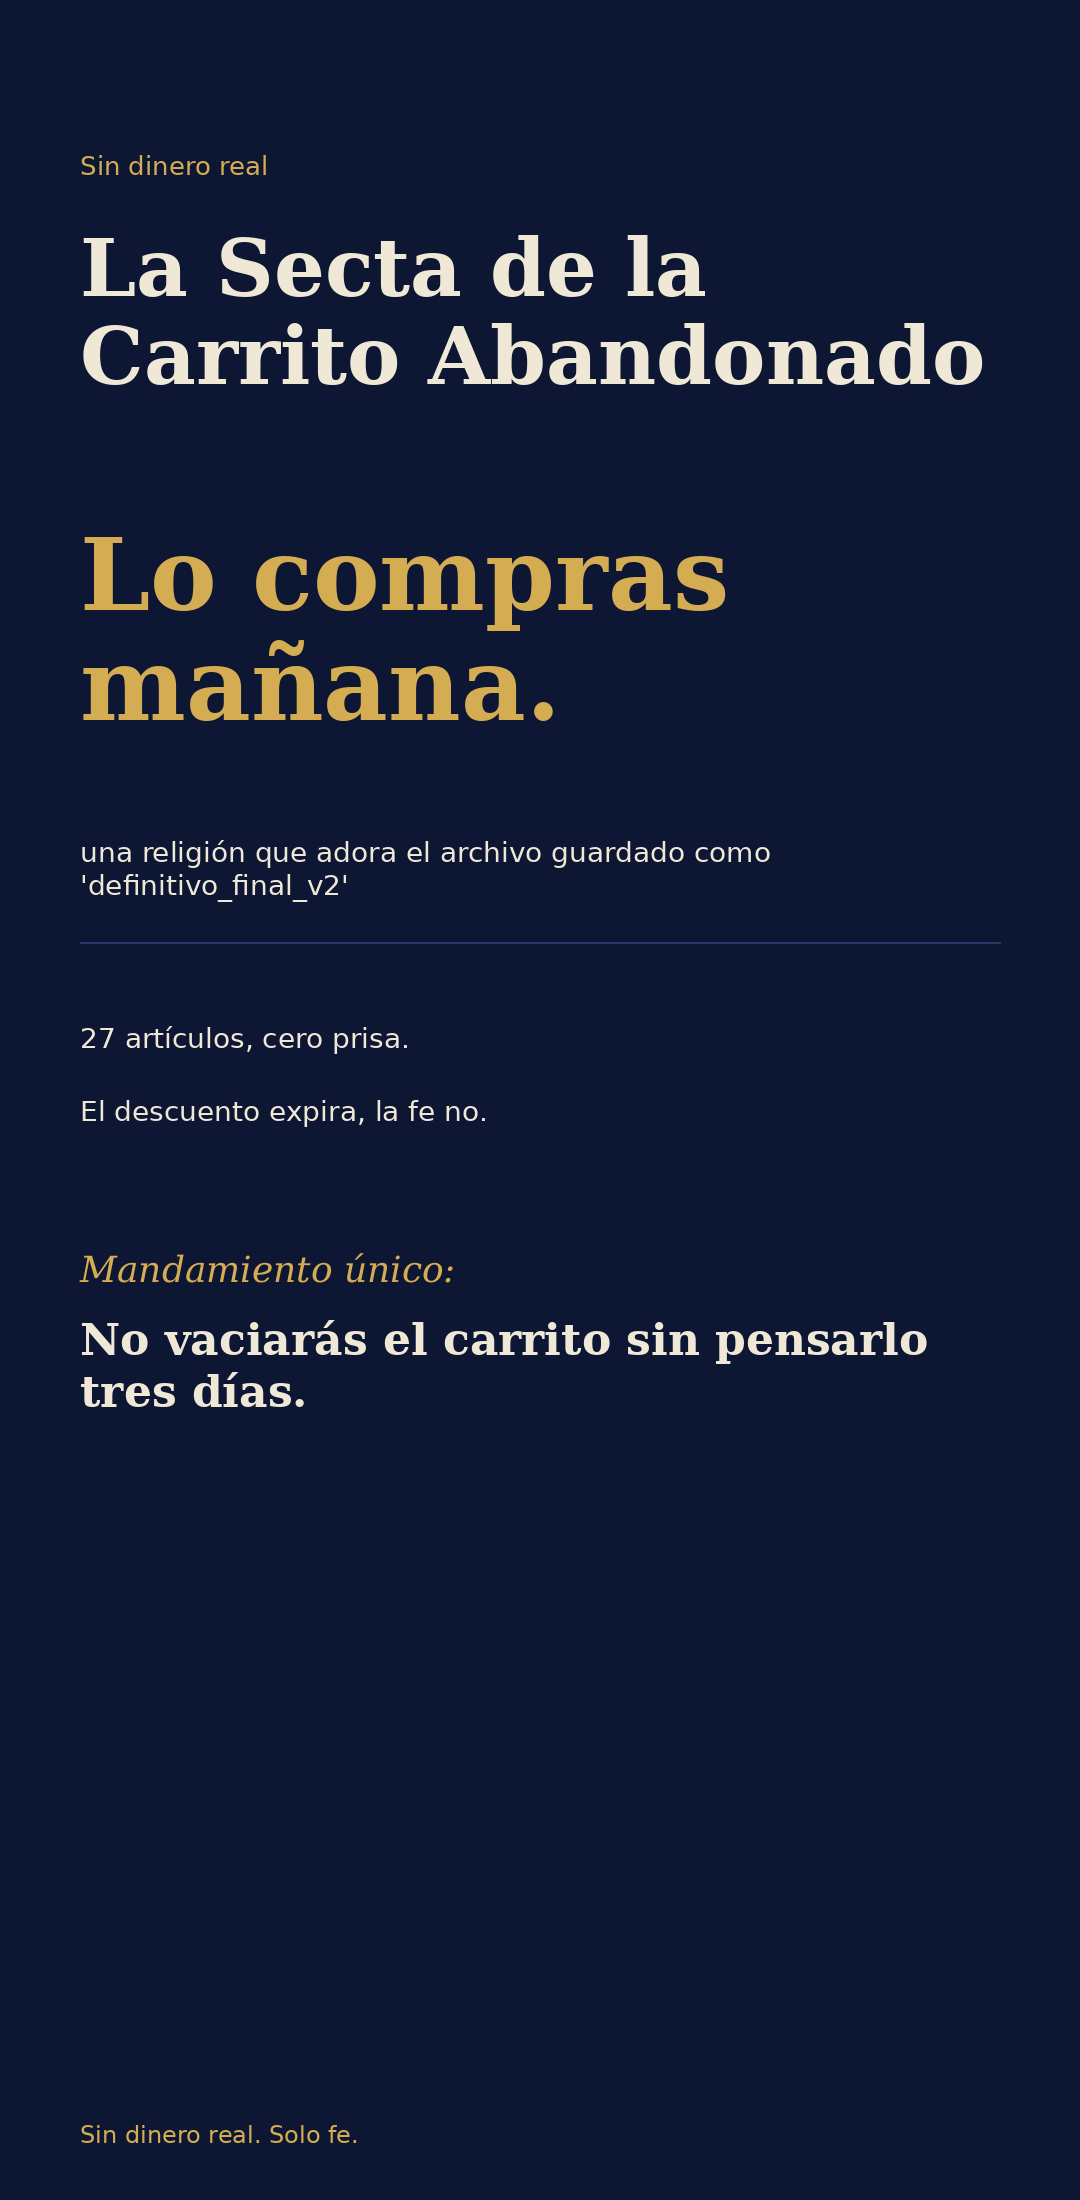 Sin dinero real
La Secta de la
Carrito Abandonado
Lo compras
mañana.
una religión que adora el archivo guardado como
'definitivo_final_v2'
27 artículos, cero prisa.
El descuento expira, la fe no.
Mandamiento único:
No vaciarás el carrito sin pensarlo
tres días.
Sin dinero real. Solo fe.